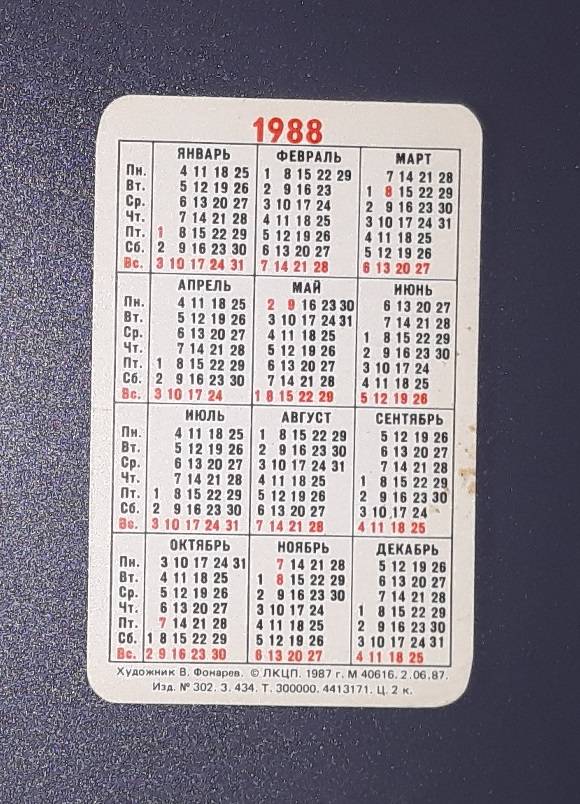 1988
ЯНВАРЬ ФЕВРАЛЬ МАРТ
Пн. 4 11 18 25 1 8 15 22 29 7 14 21 28
Вт. 5 12 19 26 2 9 16 23 1 8 15 22 29
Ср. 6 13 20 27 3 10 17 24 2 9 16 23 30
Чт. 7 14 21 28 4 11 18 25 3 10 17 24 31
Пт. 1 8 15 22 29 5 12 19 26 4 11 18 25
Сб. 2 9 16 23 30 6 13 20 27 5 12 19 26
Вс. 3 10 17 24 31 7 14 21 28 6 13 20 27
АПРЕЛЬ МАЙ ИЮНЬ
Пн. 4 11 18 25 2 9 16 23 30 6 13 20 27
Вт. 5 12 19 26 3 10 17 24 31 7 14 21 28
Ср. 6 13 20 27 4 11 18 25 1 8 15 22 29
Чт. 7 14 21 28 5 12 19 26 2 9 16 23 30
Пт. 1 8 15 22 29 6 13 20 27 3 10 17 24
Сб. 2 9 16 23 30 7 14 21 28 4 11 18 25
Вс. 3 10 17 24 1 8 15 22 29 5 12 19 26
ИЮЛЬ АВГУСТ СЕНТЯБРЬ
Пн. 4 11 18 25 1 8 15 22 29 5 12 19 26
Вт. 5 12 19 26 2 9 16 23 30 6 13 20 27
Ср. 6 13 20 27 3 10 17 24 31 7 14 21 28
Чт. 7 14 21 28 4 11 18 25 1 8 15 22 29
Пт. 1 8 15 22 29 5 12 19 26 2 9 16 23 30
Сб. 2 9 16 23 30 6 13 20 27 3 10 17 24
Вс. 3 10 17 24 31 7 14 21 28 4 11 18 25
ОКТЯБРЬ НОЯБРЬ ДЕКАБРЬ
Пн. 3 10 17 24 31 7 14 21 28 5 12 19 26
Вт. 4 11 18 25 1 8 15 22 29 6 13 20 27
Ср. 5 12 19 26 2 9 16 23 30 7 14 21 28
Чт. 6 13 20 27 3 10 17 24 1 8 15 22 29
Пт. 7 14 21 28 4 11 18 25 2 9 16 23 30
Сб. 1 8 15 22 29 5 12 19 26 3 10 17 24 31
Вс. 2 9 16 23 30 6 13 20 27 4 11 18 25
Художник В. Фонарев. © ЛКЦП. 1987 г. М 40616. 2.06.87.
Изд. № 302. З. 434. Т. 300000. 4413171. Ц. 2 к.